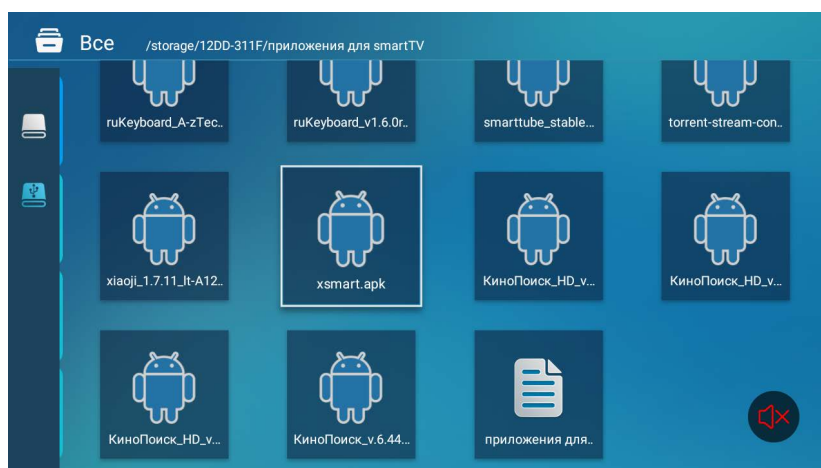 Все /storage/12DD-311F/приложения для smartTV
ruKeyboard_A-zTec.. ruKeyboard_v1.6.0r.. smarttube_stable... torrent-stream-con..
xiaoji_1.7.11_lt-A12.. xsmart.apk КиноПоиск_HD_v... КиноПоиск_HD_v...
КиноПоиск_HD_v... КиноПоиск_v.6.44... приложения для..